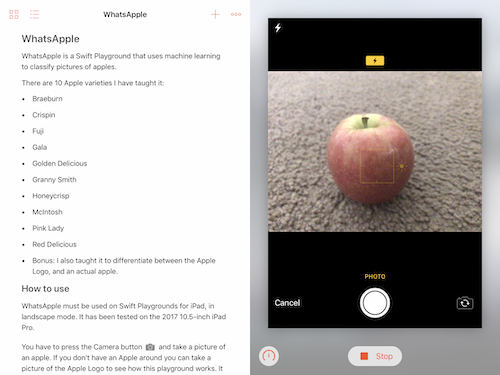 WhatsApple
WhatsApple
WhatsApple is a Swift Playground that uses machine learning
to classify pictures of apples.
There are 10 Apple varieties I have taught it:
• Braeburn
• Crispin
• Fuji
• Gala
• Golden Delicious
• Granny Smith
• Honeycrisp
• McIntosh
• Pink Lady
• Red Delicious
• Bonus: I also taught it to differentiate between the Apple
Logo, and an actual apple.
How to use
WhatsApple must be used on Swift Playgrounds for iPad, in
landscape mode. It has been tested on the 2017 10.5-inch iPad
Pro.
You have to press the Camera button and take a picture of
an apple. If you don't have an Apple around you can take a
picture of the Apple Logo to see how this playground works. It
PHOTO
Cancel
Stop